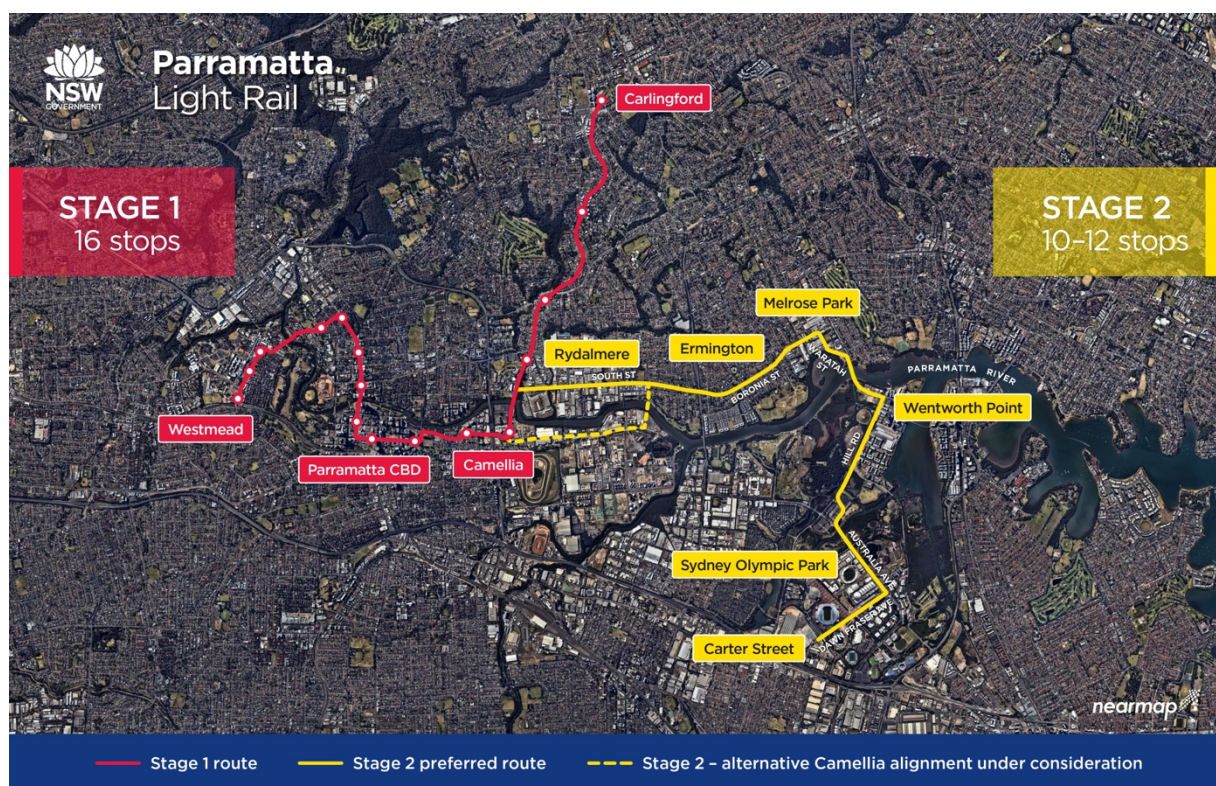 NSW
GOVERNMENT
Parramatta
Light Rail
Carlingford
STAGE 1
16 stops
STAGE 2
10–12 stops
Melrose Park
Rydalmere
Ermington
SOUTH ST
BORONIA ST
WARATAH
ST
PARRAMATTA RIVER
Westmead
Parramatta CBD
Camellia
Wentworth Point
HILL RD
Sydney Olympic Park
AUSTRALIA AVE
Carter Street
DAWN FRASER AVE
nearmap
Stage 1 route
Stage 2 preferred route
Stage 2 – alternative Camellia alignment under consideration